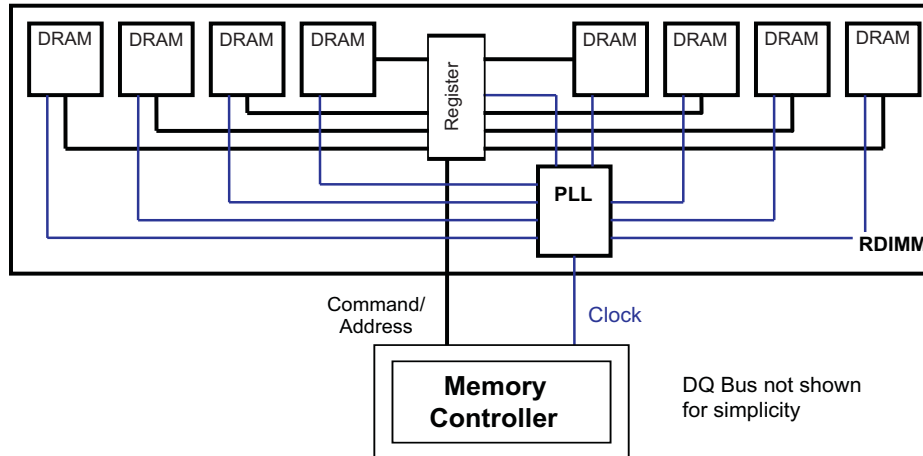 DRAM
DRAM
DRAM
DRAM
Register
DRAM
DRAM
DRAM
DRAM
PLL
RDIMM
Command/
Address
Clock
Memory
Controller
DQ Bus not shown
for simplicity